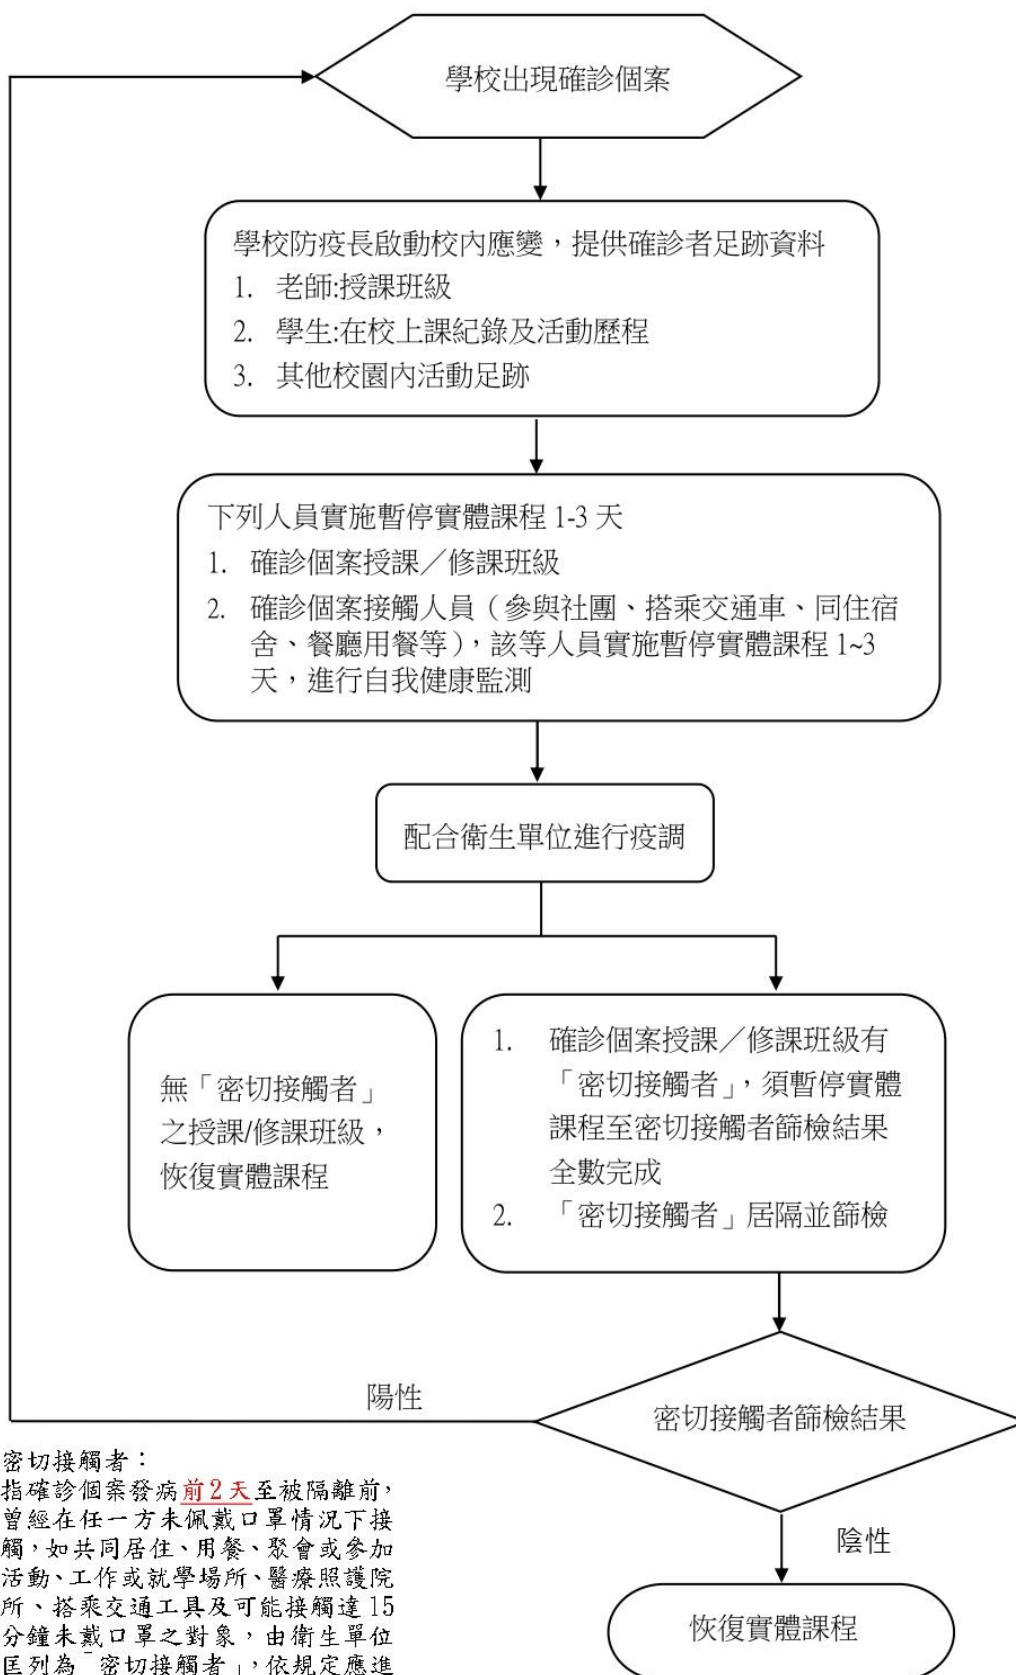 學校出現確診個案
學校防疫長啟動校內應變，提供確診者足跡資料
1. 老師:授課班級
2. 學生:在校上課紀錄及活動歷程
3. 其他校園內活動足跡
下列人員實施暫停實體課程 1-3 天
1. 確診個案授課／修課班級
2. 確診個案接觸人員（參與社團、搭乘交通車、同住宿
舍、餐廳用餐等），該等人員實施暫停實體課程 1~3
天，進行自我健康監測
配合衛生單位進行疫調
無「密切接觸者」
之授課/修課班級，
恢復實體課程
1. 確診個案授課／修課班級有
「密切接觸者」，須暫停實體
課程至密切接觸者篩檢結果
全數完成
2. 「密切接觸者」居隔並篩檢
陽性
密切接觸者篩檢結果
陰性
恢復實體課程
密切接觸者：
指確診個案發病前2天至被隔離前，
曾經在任一方未佩戴口罩情況下接
觸，如共同居住、用餐、聚會或參加
活動、工作或就學場所、醫療照護院
所、搭乘交通工具及可能接觸達 15
分鐘未戴口罩之對象，由衛生單位
匡列為「密切接觸者」，依規定應進